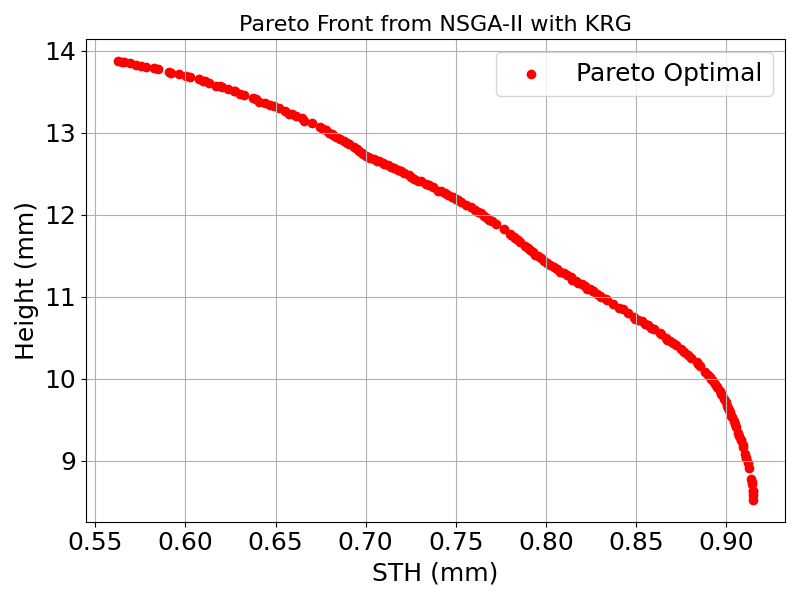 Pareto Front from NSGA-II with KRG
Pareto Optimal
Height (mm)
14
13
12
11
10
9
0.55 0.60 0.65 0.70 0.75 0.80 0.85 0.90
STH (mm)